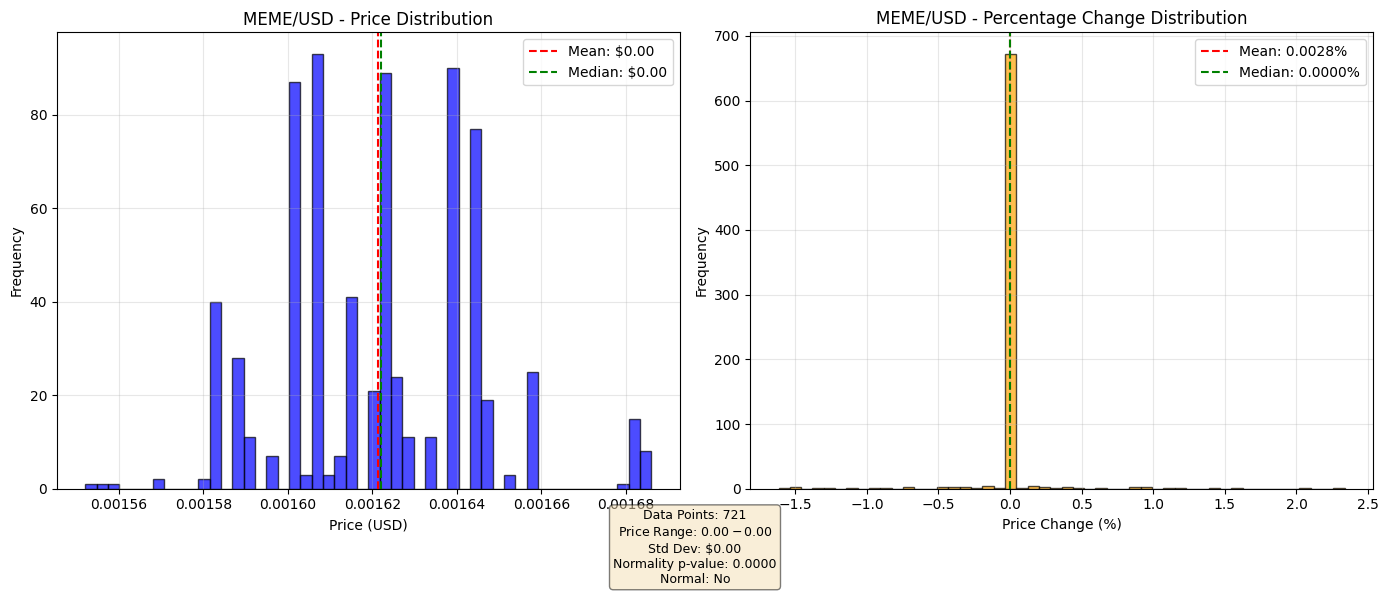 MEME/USD - Price Distribution
Mean: $0.00
Median: $0.00
Frequency
80
60
40
20
0
0.00156
0.00158
0.00160
0.00162
0.00164
0.00166
0.00168
Price (USD)
MEME/USD - Percentage Change Distribution
Mean: 0.0028%
Median: 0.0000%
Frequency
700
600
500
400
300
200
100
0
−1.5
−1.0
−0.5
0.0
0.5
1.0
1.5
2.0
2.5
Price Change (%)
Data Points: 721
Price Range: 0.00 − 0.00
Std Dev: $0.00
Normality p-value: 0.0000
Normal: No